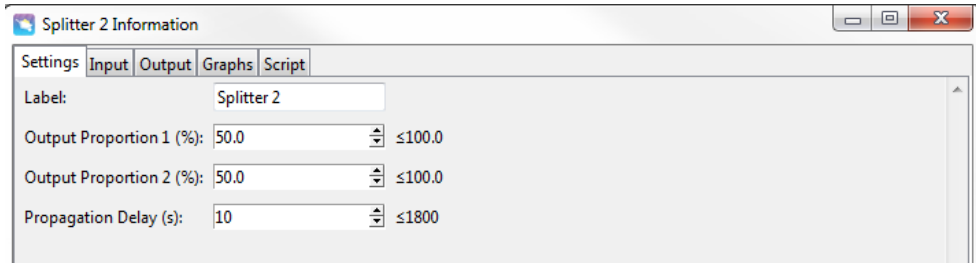 Splitter 2 Information
Settings Input Output Graphs Script
Label: Splitter 2
Output Proportion 1 (%): 50.0 ≤100.0
Output Proportion 2 (%): 50.0 ≤100.0
Propagation Delay (s): 10 ≤1800